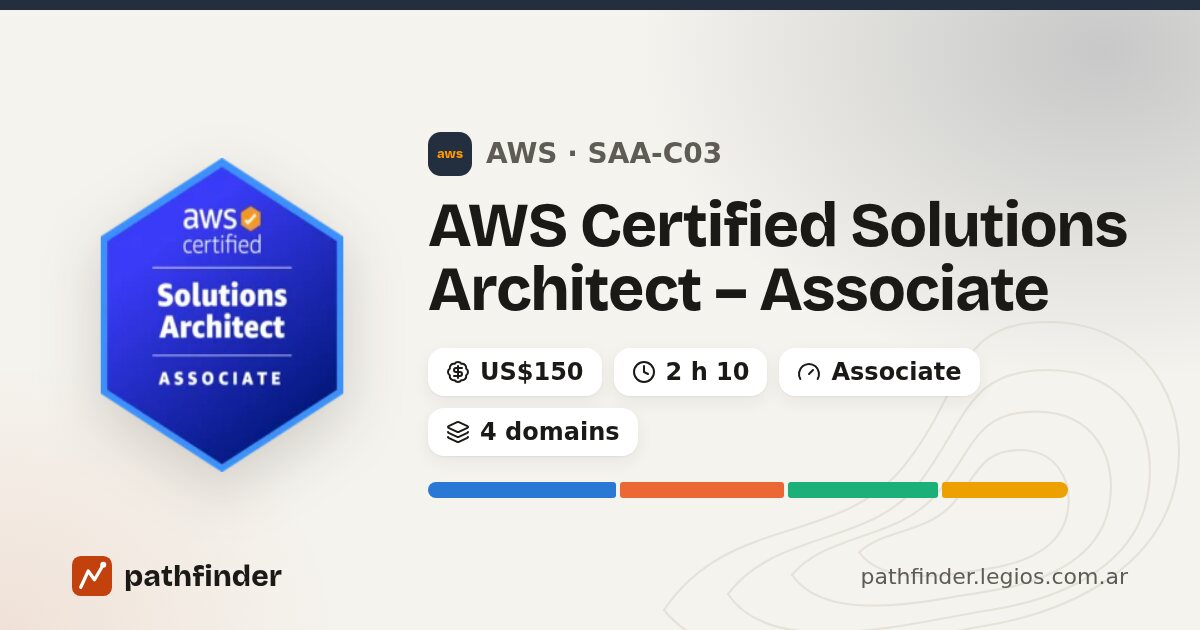 aws
certified
Solutions
Architect
ASSOCIATE
aws
AWS · SAA-C03
AWS Certified Solutions
Architect – Associate
US$150
2 h 10
Associate
4 domains
pathfinder
pathfinder.legios.com.ar